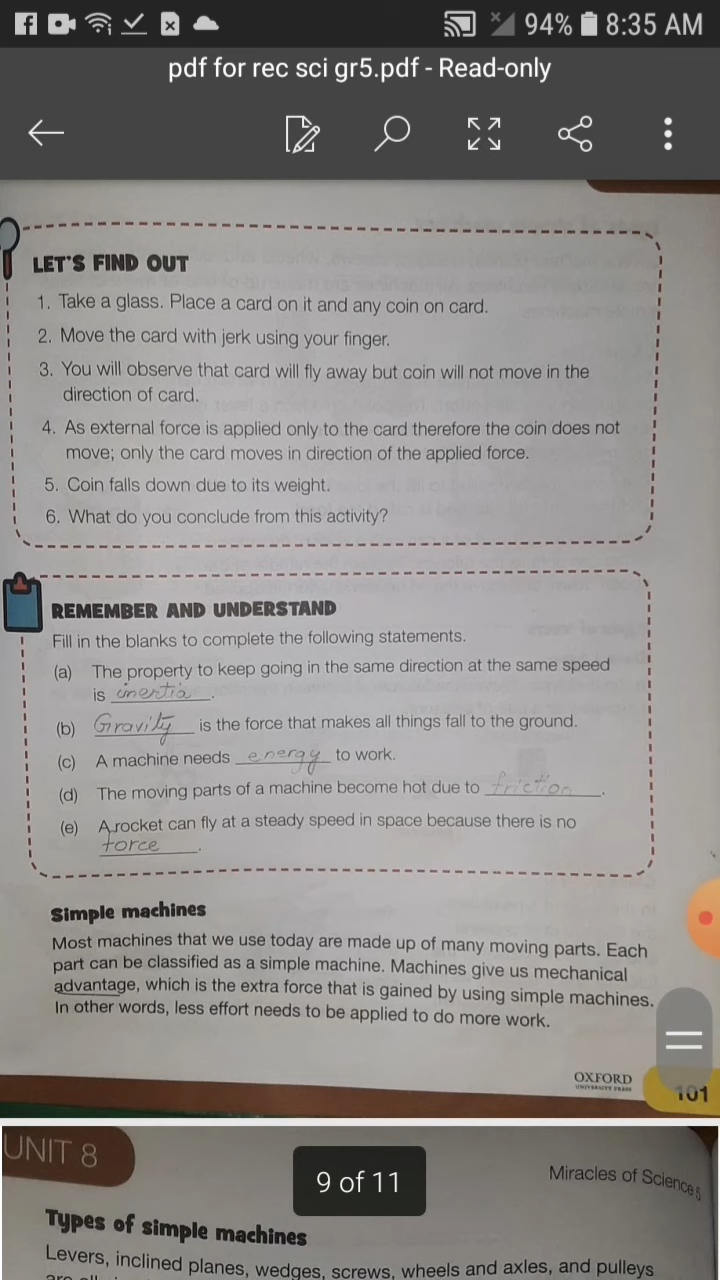 94% 8:35 AM
pdf for rec sci gr5.pdf - Read-only
LET'S FIND OUT
1. Take a glass. Place a card on it and any coin on card.
2. Move the card with jerk using your finger.
3. You will observe that card will fly away but coin will not move in the
direction of card.
4. As external force is applied only to the card therefore the coin does not
move; only the card moves in direction of the applied force.
5. Coin falls down due to its weight.
6. What do you conclude from this activity?
REMEMBER AND UNDERSTAND
Fill in the blanks to complete the following statements.
(a) The property to keep going in the same direction at the same speed
is inertia.
(b) Gravity is the force that makes all things fall to the ground.
(c) A machine needs energy to work.
(d) The moving parts of a machine become hot due to friction.
(e) A rocket can fly at a steady speed in space because there is no
force.
Simple machines
Most machines that we use today are made up of many moving parts. Each
part can be classified as a simple machine. Machines give us mechanical
advantage, which is the extra force that is gained by using simple machines.
In other words, less effort needs to be applied to do more work.
OXFORD
UNIVERSITY PRESS
101
UNIT 8
9 of 11
Miracles of Science 5
Types of simple machines
Levers, inclined planes, wedges, screws, wheels and axles, and pulleys